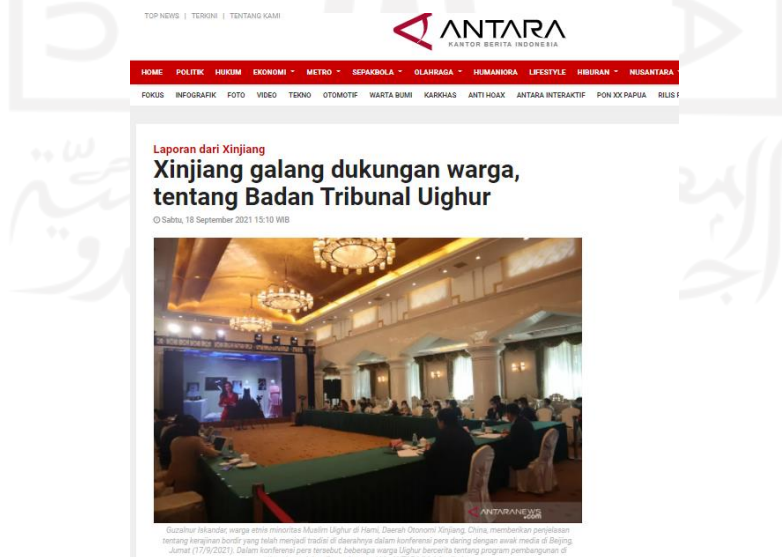 TOP NEWS | TERKINI | TENTANG KAMI
ANTARA
KANTOR BERITA INDONESIA
HOME POLITIK HUKUM EKONOMI METRO SEPAKBOLA OLAHRAGA HUMANIORA LIFESTYLE HIBURAN NUSANTARA
FOKUS INFOGRAFIK FOTO VIDEO TEKNO OTOMOTIF WARTA BUMI KARKHAS ANTI HOAX ANTARA INTERAKTIF PON XX PAPUA RILIS
Laporan dari Xinjiang
Xinjiang galang dukungan warga,
tentang Badan Tribunal Uighur
Sabtu, 18 September 2021 15:10 WIB
ANTARANEWS
.com
Guzalnur Iskandar, warga etnis minoritas Muslim Uighur di Hami, Daerah Otonomi Xinjiang, China, memberikan penjelasan
tentang kerajinan bordir yang telah menjadi tradisi di daerahnya dalam konferensi pers daring dengan awak media di Beijing,
Jumat (17/9/2021). Dalam konferensi pers tersebut, beberapa warga Uighur bercerita tentang program pembangunan di